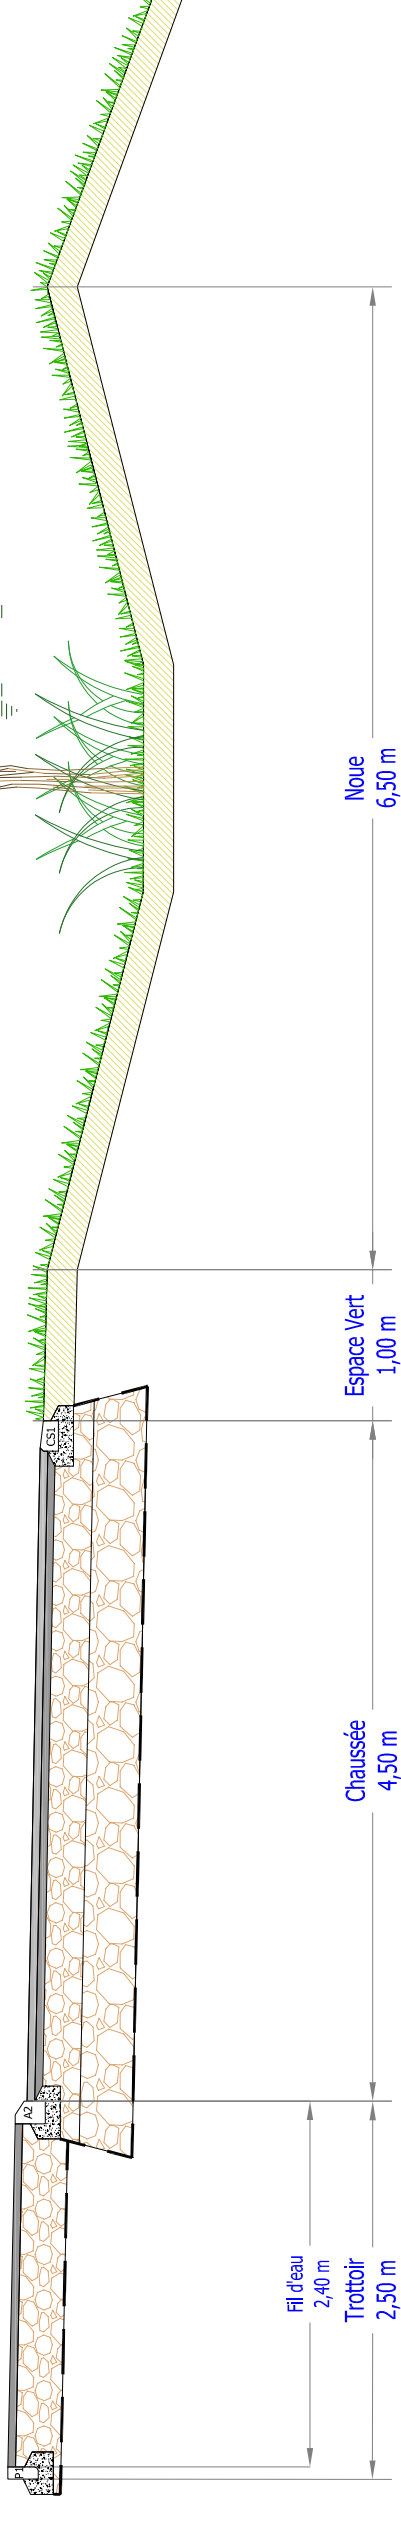 P1
A2
CS1
Fil d'eau
2,40 m
Trottoir
2,50 m
Chaussée
4,50 m
Espace Vert
1,00 m
Noue
6,50 m